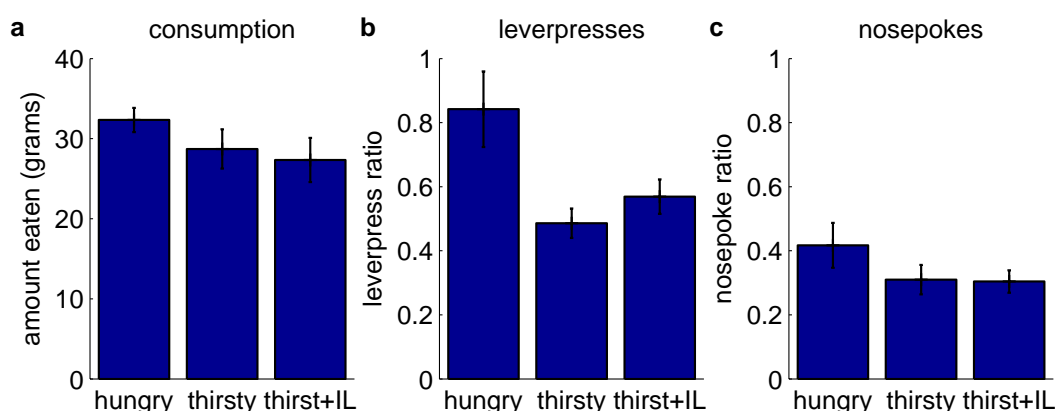 a consumption
amount eaten (grams)
40
30
20
10
0
hungry thirsty thirst+IL
b leverpresses
leverpress ratio
1
0.8
0.6
0.4
0.2
0
hungry thirsty thirst+IL
c nosepokes
nosepoke ratio
1
0.8
0.6
0.4
0.2
0
hungry thirsty thirst+IL